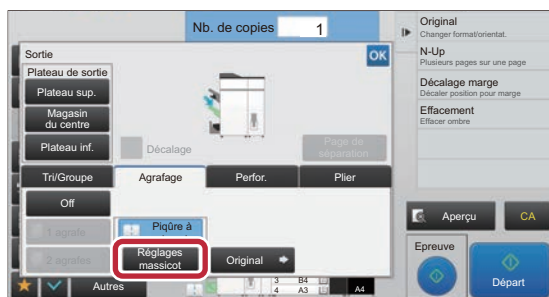 Nb. de copies 1
Original
Changer format/orientat.
N-Up
Plusieurs pages sur une page
Décalage marge
Décaler position pour marge
Effacement
Effacer ombre
Sortie
OK
Plateau de sortie
Plateau sup.
Magasin
du centre
Plateau inf.
Décalage
Page de
séparation
Tri/Groupe
Agrafage
Perfor.
Plier
Off
1 agrafe
Piqûre à
2 agrafes
Réglages
massicot
Original
Aperçu
CA
Epreuve
Départ
Autres
3 B4
4 A3
A4